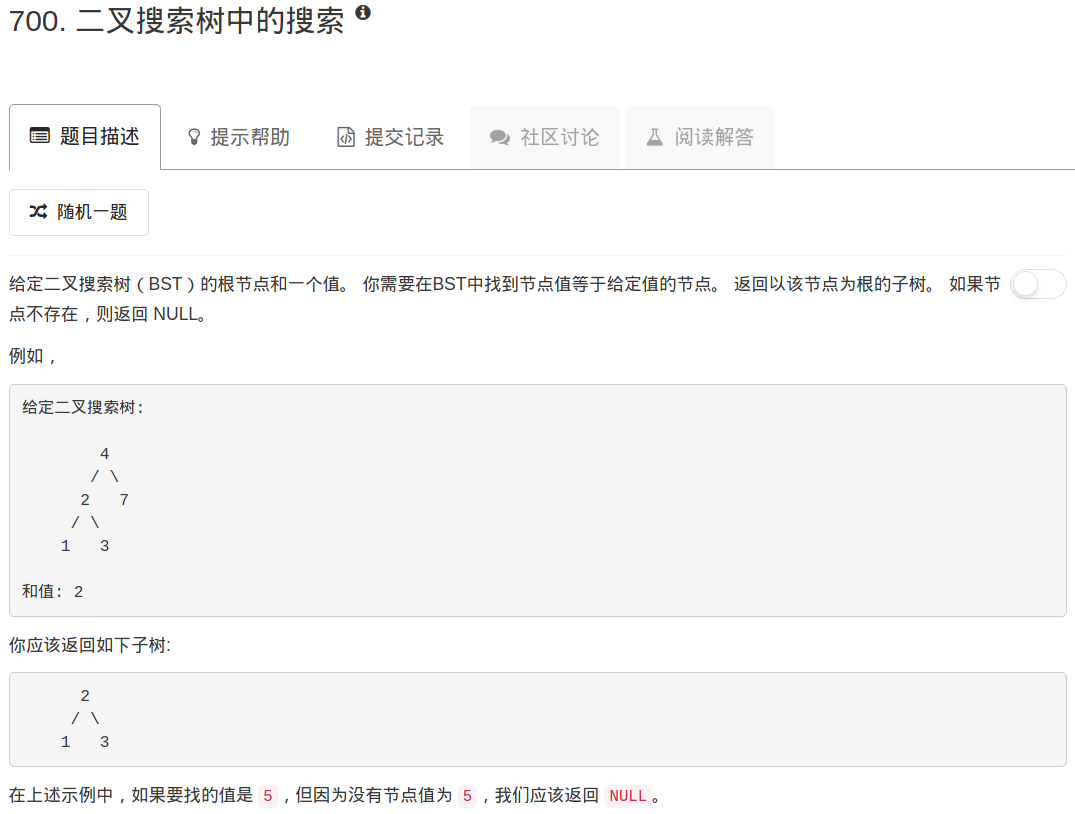 700. 二叉搜索树中的搜索
题目描述 提示帮助 提交记录 社区讨论 阅读解答
随机一题
给定二叉搜索树（BST）的根节点和一个值。 你需要在BST中找到节点值等于给定值的节点。 返回以该节点为根的子树。 如果节
点不存在，则返回 NULL。
例如，
给定二叉搜索树:
4
/ \
2 7
/ \
1 3
和值: 2
你应该返回如下子树:
2
/ \
1 3
在上述示例中，如果要找的值是 5，但因为没有节点值为 5，我们应该返回 NULL。